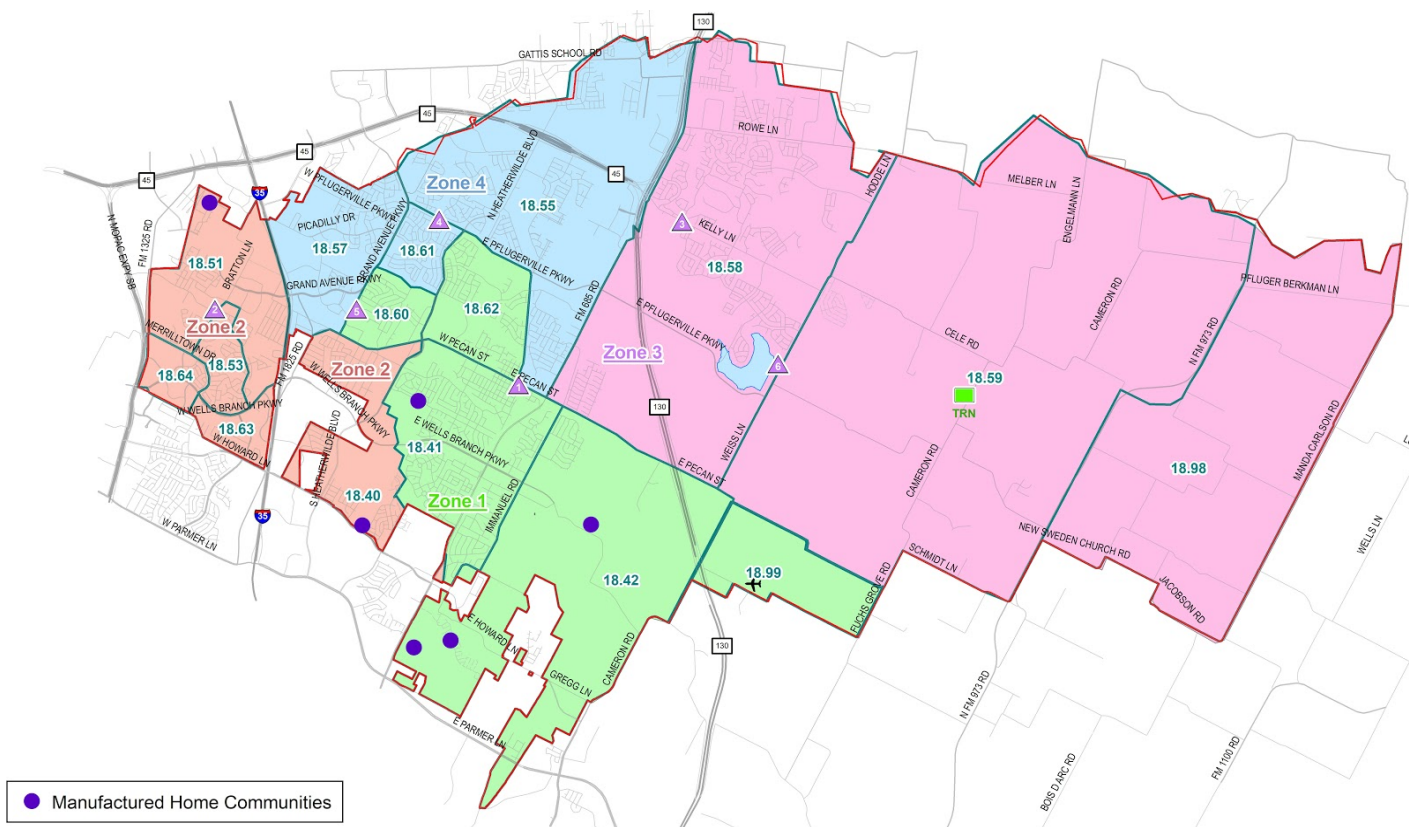 130
GATTIS SCHOOL RD
45
ROWE LN
45
45
45
HODDE LN
MELBER LN
ENGELMANN LN
35
W PFLUGERVILLE PKWY
Zone 4
N HEATHERWILDE BLVD
18.55
N MOPAC EXPY SB
FM 1325 RD
PICADILLY DR
GRAND AVENUE PKWY
4
3
KELLY LN
18.57
18.61
E PFLUGERVILLE PKWY
18.51
BRATTON LN
18.58
GRAND AVENUE PKWY
PFLUGER BERKMAN LN
CAMERON RD
2
5
18.60
18.62
FM 685 RD
E PFLUGERVILLE PKWY
Zone 2
MERRILLTOWN DR
W PECAN ST
CELE RD
N FM 973 RD
FM 1825 RD
Zone 3
18.53
Zone 2
6
18.64
E PECAN ST
1
18.59
W WELLS BRANCH PKWY
W WELLS BRANCH PKWY
130
TRN
18.63
W HOWARD LN
S HEATHERWILDE BLVD
18.41
E WELLS BRANCH PKWY
WEISS LN
MANDA CARLSON RD
E PECAN ST
CAMERON RD
18.98
18.40
Zone 1
IMMANUEL RD
35
W PARMER LN
NEW SWEDEN CHURCH RD
WELLS LN
SCHMIDT LN
18.42
18.99
JACOBSON RD
FUCHS GROVE RD
E HOWARD LN
CAMERON RD
130
GREGG LN
N FM 973 RD
E PARMER LN
FM 1100 RD
BOIS D ARC RD
Manufactured Home Communities